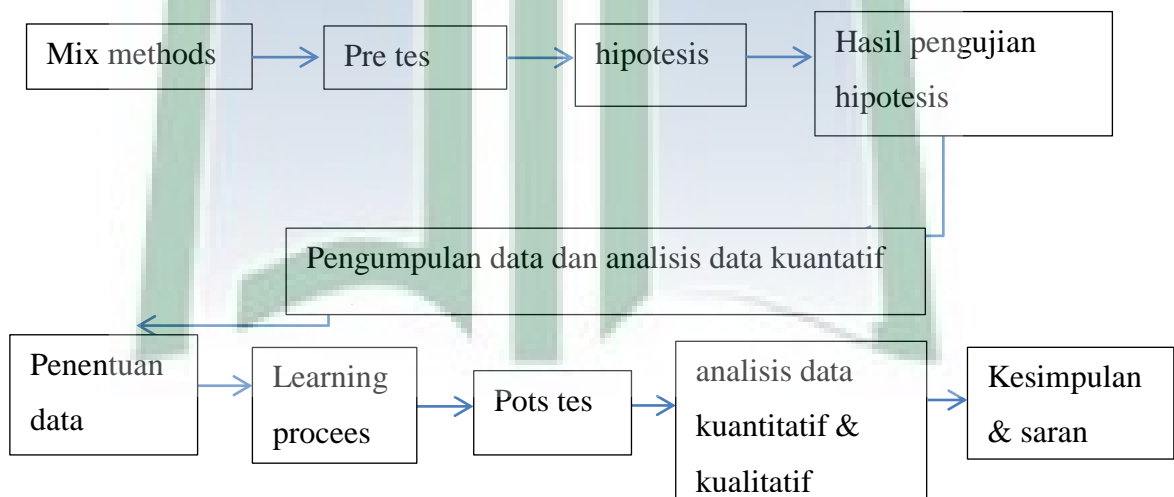 Mix methods
Pre tes
hipotesis
Hasil pengujian
hipotesis
Pengumpulan data dan analisis data kuantatif
Penentuan
data
Learning
procees
Pots tes
analisis data
kuantitatif &
kualitatif
Kesimpulan
& saran